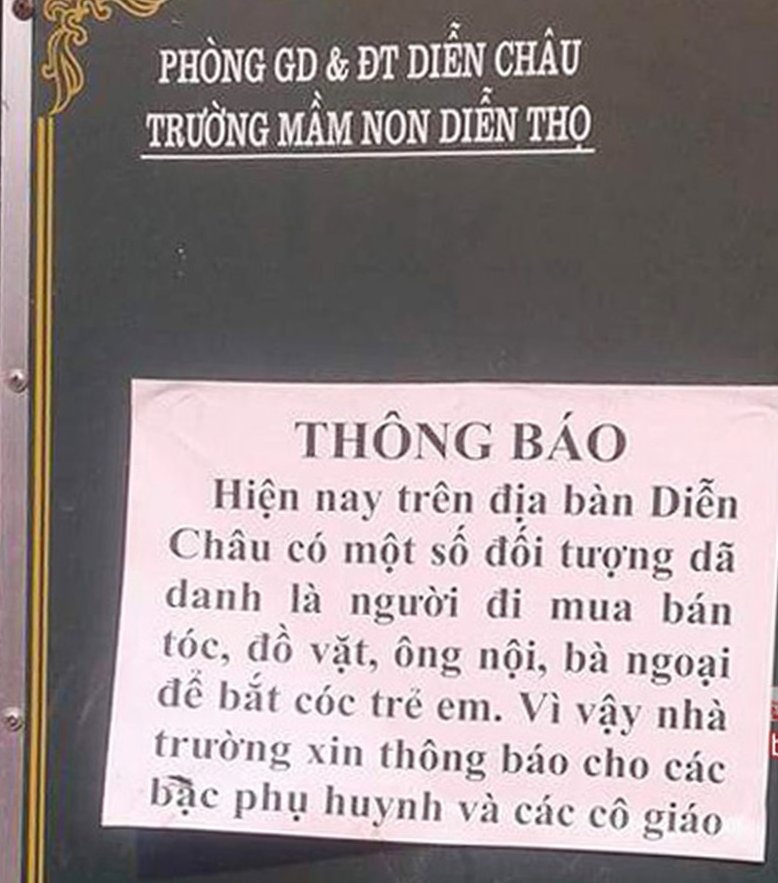 PHÒNG GD & ĐT DIỄN CHÂU
TRƯỜNG MẦM NON DIỄN THỌ
THÔNG BÁO
Hiện nay trên địa bàn Diễn
Châu có một số đối tượng dã
danh là người đi mua bán
tóc, đồ vặt, ông nội, bà ngoại
để bắt cóc trẻ em. Vì vậy nhà
trường xin thông báo cho các
bậc phụ huynh và các cô giáo